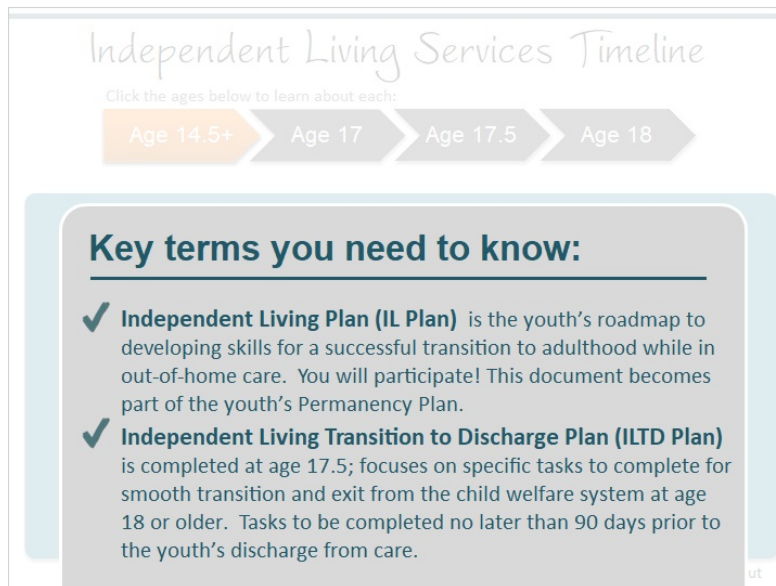 Independent Living Services Timeline
Click the ages below to learn about each:
Age 14.5+ Age 17 Age 17.5 Age 18
Key terms you need to know:
Independent Living Plan (IL Plan) is the youth's roadmap to
developing skills for a successful transition to adulthood while in
out-of-home care. You will participate! This document becomes
part of the youth's Permanency Plan.
Independent Living Transition to Discharge Plan (ILTD Plan)
is completed at age 17.5; focuses on specific tasks to complete for
smooth transition and exit from the child welfare system at age
18 or older. Tasks to be completed no later than 90 days prior to
the youth's discharge from care.
ut